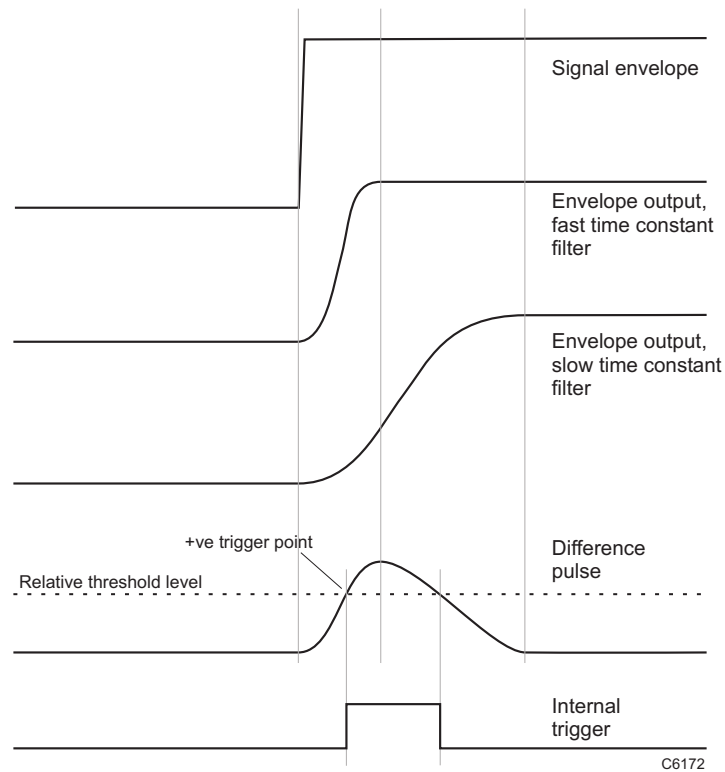 Signal envelope
Envelope output,
fast time constant
filter
Envelope output,
slow time constant
filter
+ve trigger point
Difference
pulse
Relative threshold level
Internal
trigger
C6172